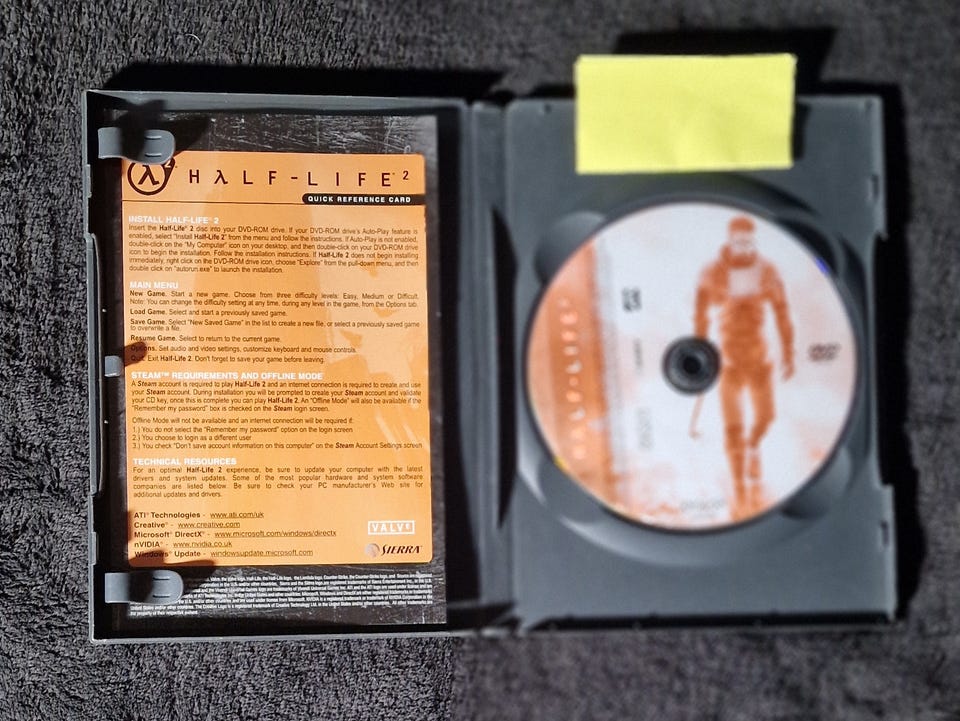 HλLF-LIFE²
QUICK REFERENCE CARD
INSTALL HALF-LIFE® 2
Insert the Half-Life® 2 disc into your DVD-ROM drive. If your DVD-ROM drive's Auto-Play feature is
enabled, select "Install Half-Life 2" from the menu and follow the instructions. If Auto-Play is not enabled,
double-click on the "My Computer" icon on your desktop, and then double-click on your DVD-ROM drive
icon to begin the installation. Follow the installation instructions. If Half-Life 2 does not begin installing
immediately, right click on the DVD-ROM drive icon, choose "Explore" from the pull-down menu, and then
double click on "autorun.exe" to launch the installation.
MAIN MENU
New Game. Start a new game. Choose from three difficulty levels: Easy, Medium or Difficult.
Note: You can change the difficulty setting at any time, during any level in the game, from the Options tab.
Load Game. Select and start a previously saved game.
Save Game. Select "New Saved Game" in the list to create a new file, or select a previously saved game
to overwrite a file.
Resume Game. Select to return to the current game.
Options. Set audio and video settings, customize keyboard and mouse controls.
Quit. Exit Half-Life 2. Don't forget to save your game before leaving.
STEAM™ REQUIREMENTS AND OFFLINE MODE
A Steam account is required to play Half-Life 2 and an internet connection is required to create and use
your Steam account. During installation you will be prompted to create your Steam account and validate
your CD key, once this is complete you can play Half-Life 2. An "Offline Mode" will also be available if the
"Remember my password" box is checked on the Steam login screen.
Offline Mode will not be available and an internet connection will be required if:
1.) You do not select the "Remember my password" option on the login screen
2.) You choose to login as a different user
3.) You check "Don't save account information on this computer" on the Steam Account Settings screen
TECHNICAL RESOURCES
For an optimal Half-Life 2 experience, be sure to update your computer with the latest
drivers and system updates. Some of the most popular hardware and system software
companies are listed below. Be sure to check your PC manufacturer's Web site for
additional updates and drivers.
ATI® Technologies - www.ati.com/uk
Creative® - www.creative.com
Microsoft® DirectX® - www.microsoft.com/windows/directx
nVIDIA® - www.nvidia.co.uk
Windows® Update - windowsupdate.microsoft.com
VALVE
SIERRA
the property of their respective owners.
HλLF-LIFE²
DVD